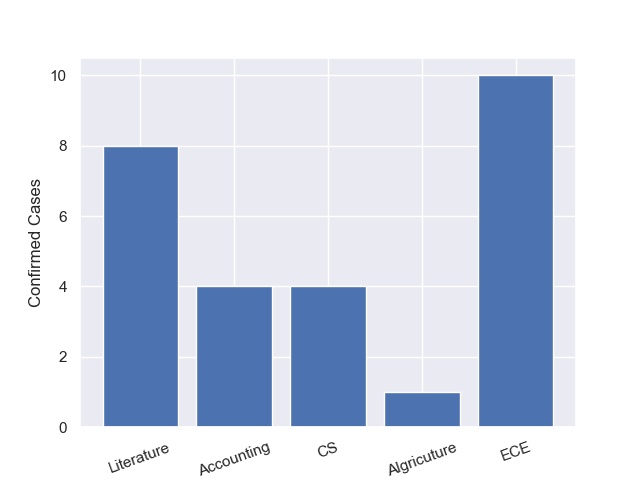 10
8
6
4
2
0
Confirmed Cases
Literature
Accounting
CS
Algricuture
ECE